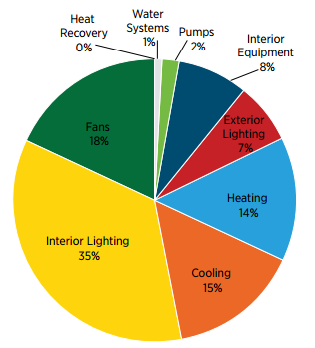 Heat
Recovery
0%
Water
Systems
1%
Pumps
2%
Interior
Equipment
8%
Exterior
Lighting
7%
Heating
14%
Cooling
15%
Interior Lighting
35%
Fans
18%